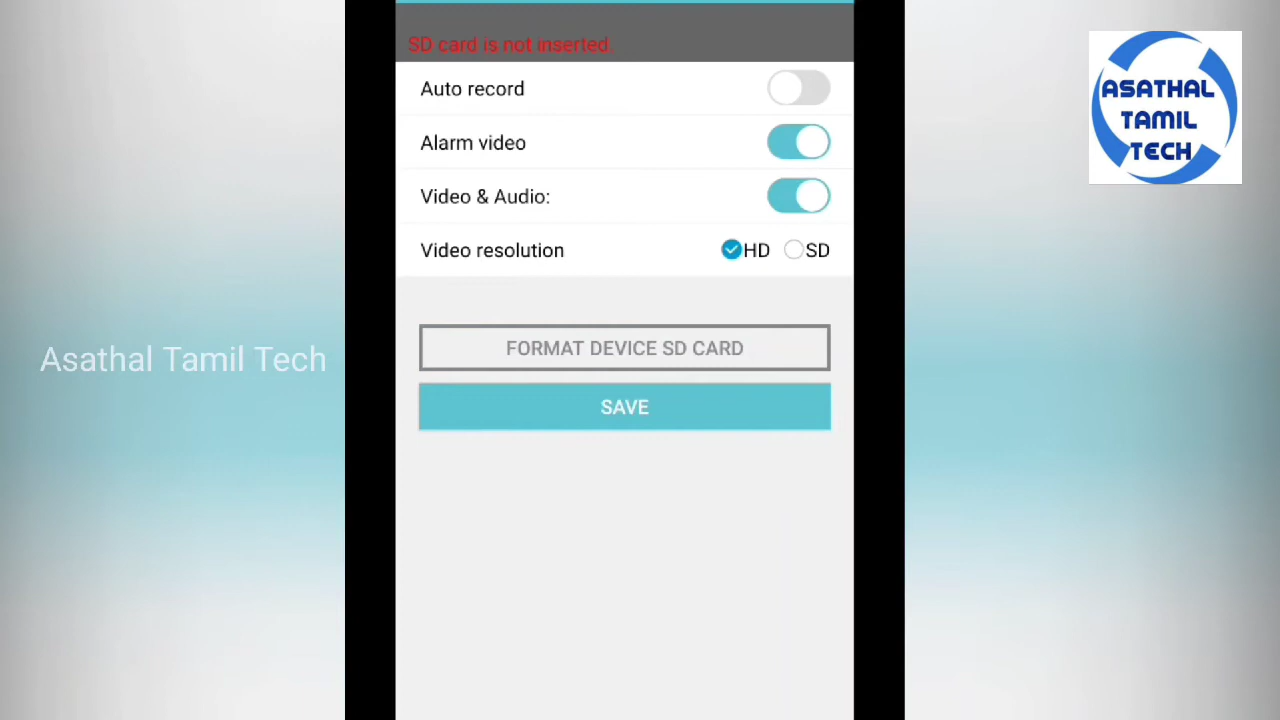 SD card is not inserted
Auto record
Alarm video
Video & Audio:
Video resolution HD SD
FORMAT DEVICE SD CARD
SAVE
Asathal Tamil Tech
ASATHAL
TAMIL
TECH